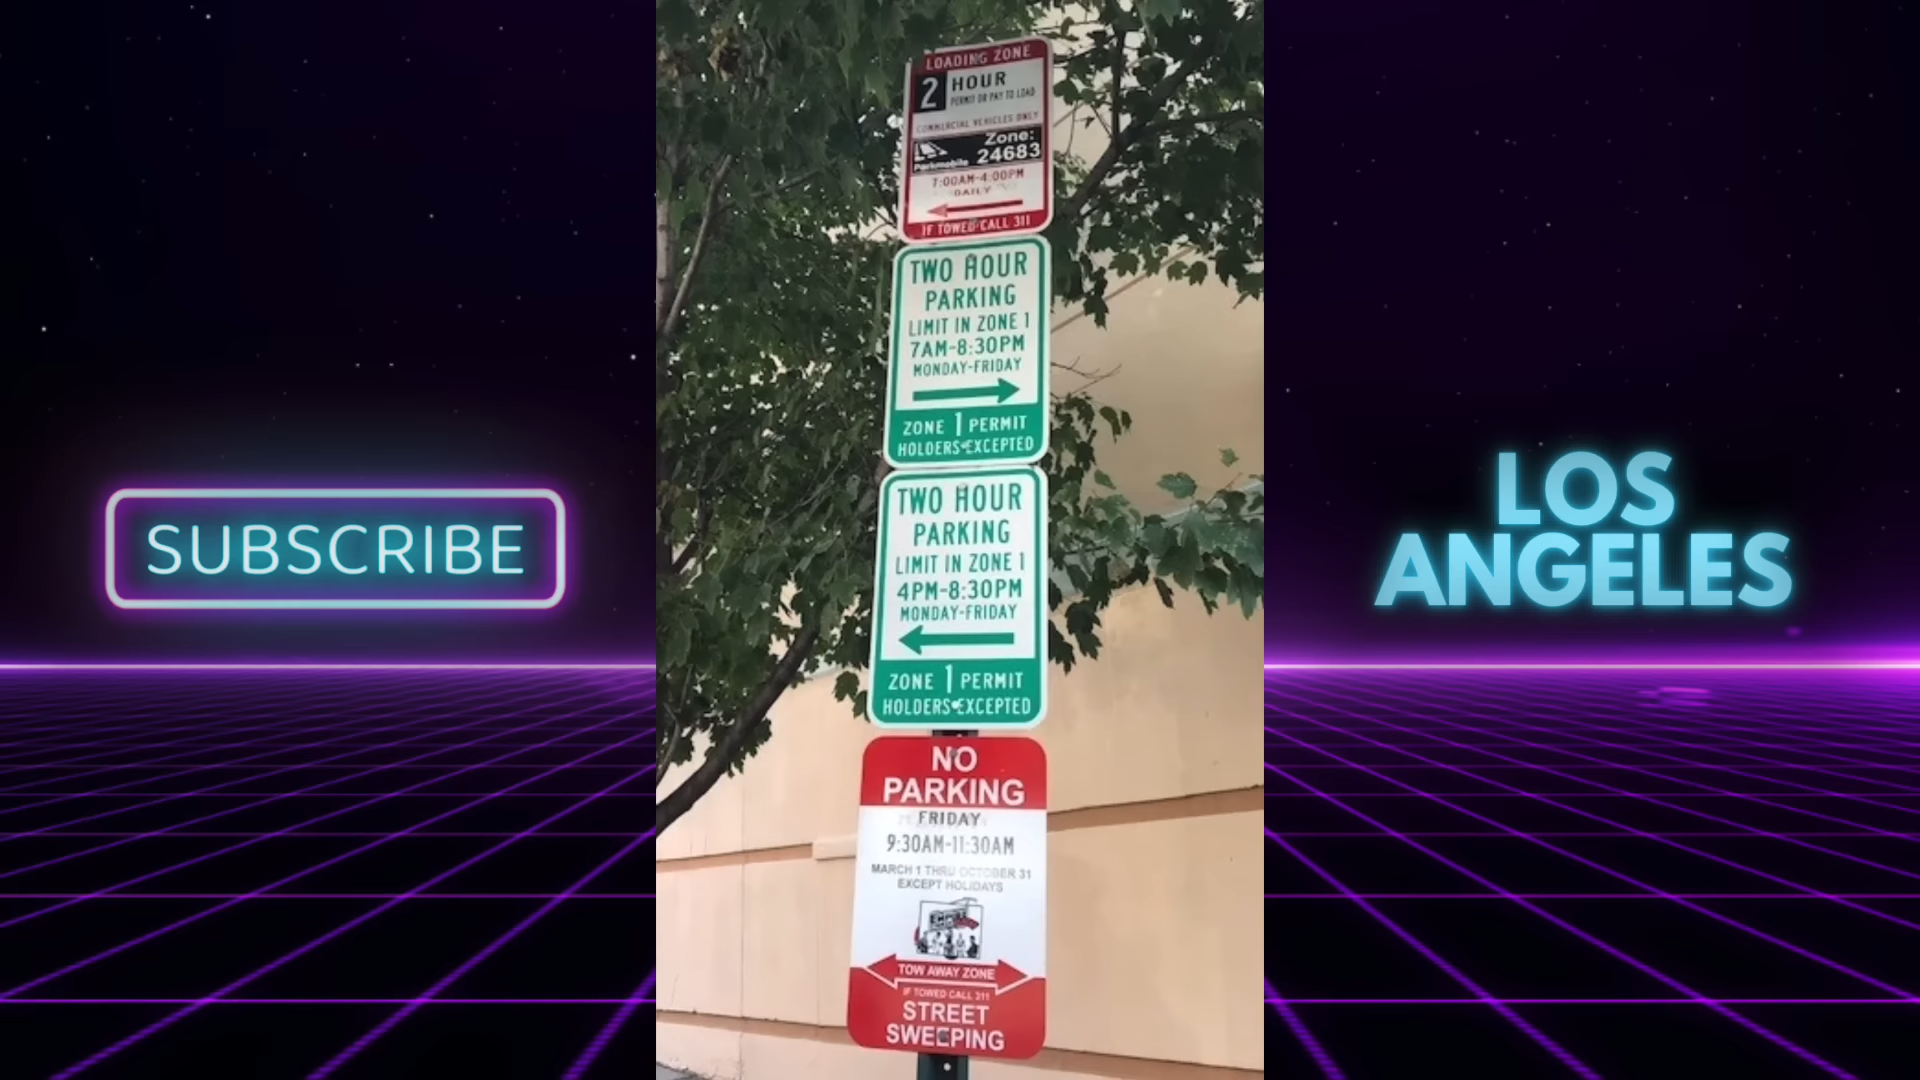 SUBSCRIBE
LOADING ZONE
2 HOUR
PERMIT OR PAY TO LOAD
COMMERCIAL VEHICLES ONLY
Zone:
Parkmobile 24683
7:00AM-4:00PM
DAILY
IF TOWED CALL 311
TWO HOUR
PARKING
LIMIT IN ZONE 1
7AM-8:30PM
MONDAY-FRIDAY
ZONE 1 PERMIT
HOLDERS EXCEPTED
TWO HOUR
PARKING
LIMIT IN ZONE 1
4PM-8:30PM
MONDAY-FRIDAY
ZONE 1 PERMIT
HOLDERS EXCEPTED
NO
PARKING
FRIDAY
9:30AM-11:30AM
MARCH 1 THRU OCTOBER 31
EXCEPT HOLIDAYS
TOW AWAY ZONE
IF TOWED CALL 311
STREET
SWEEPING
LOS
ANGELES